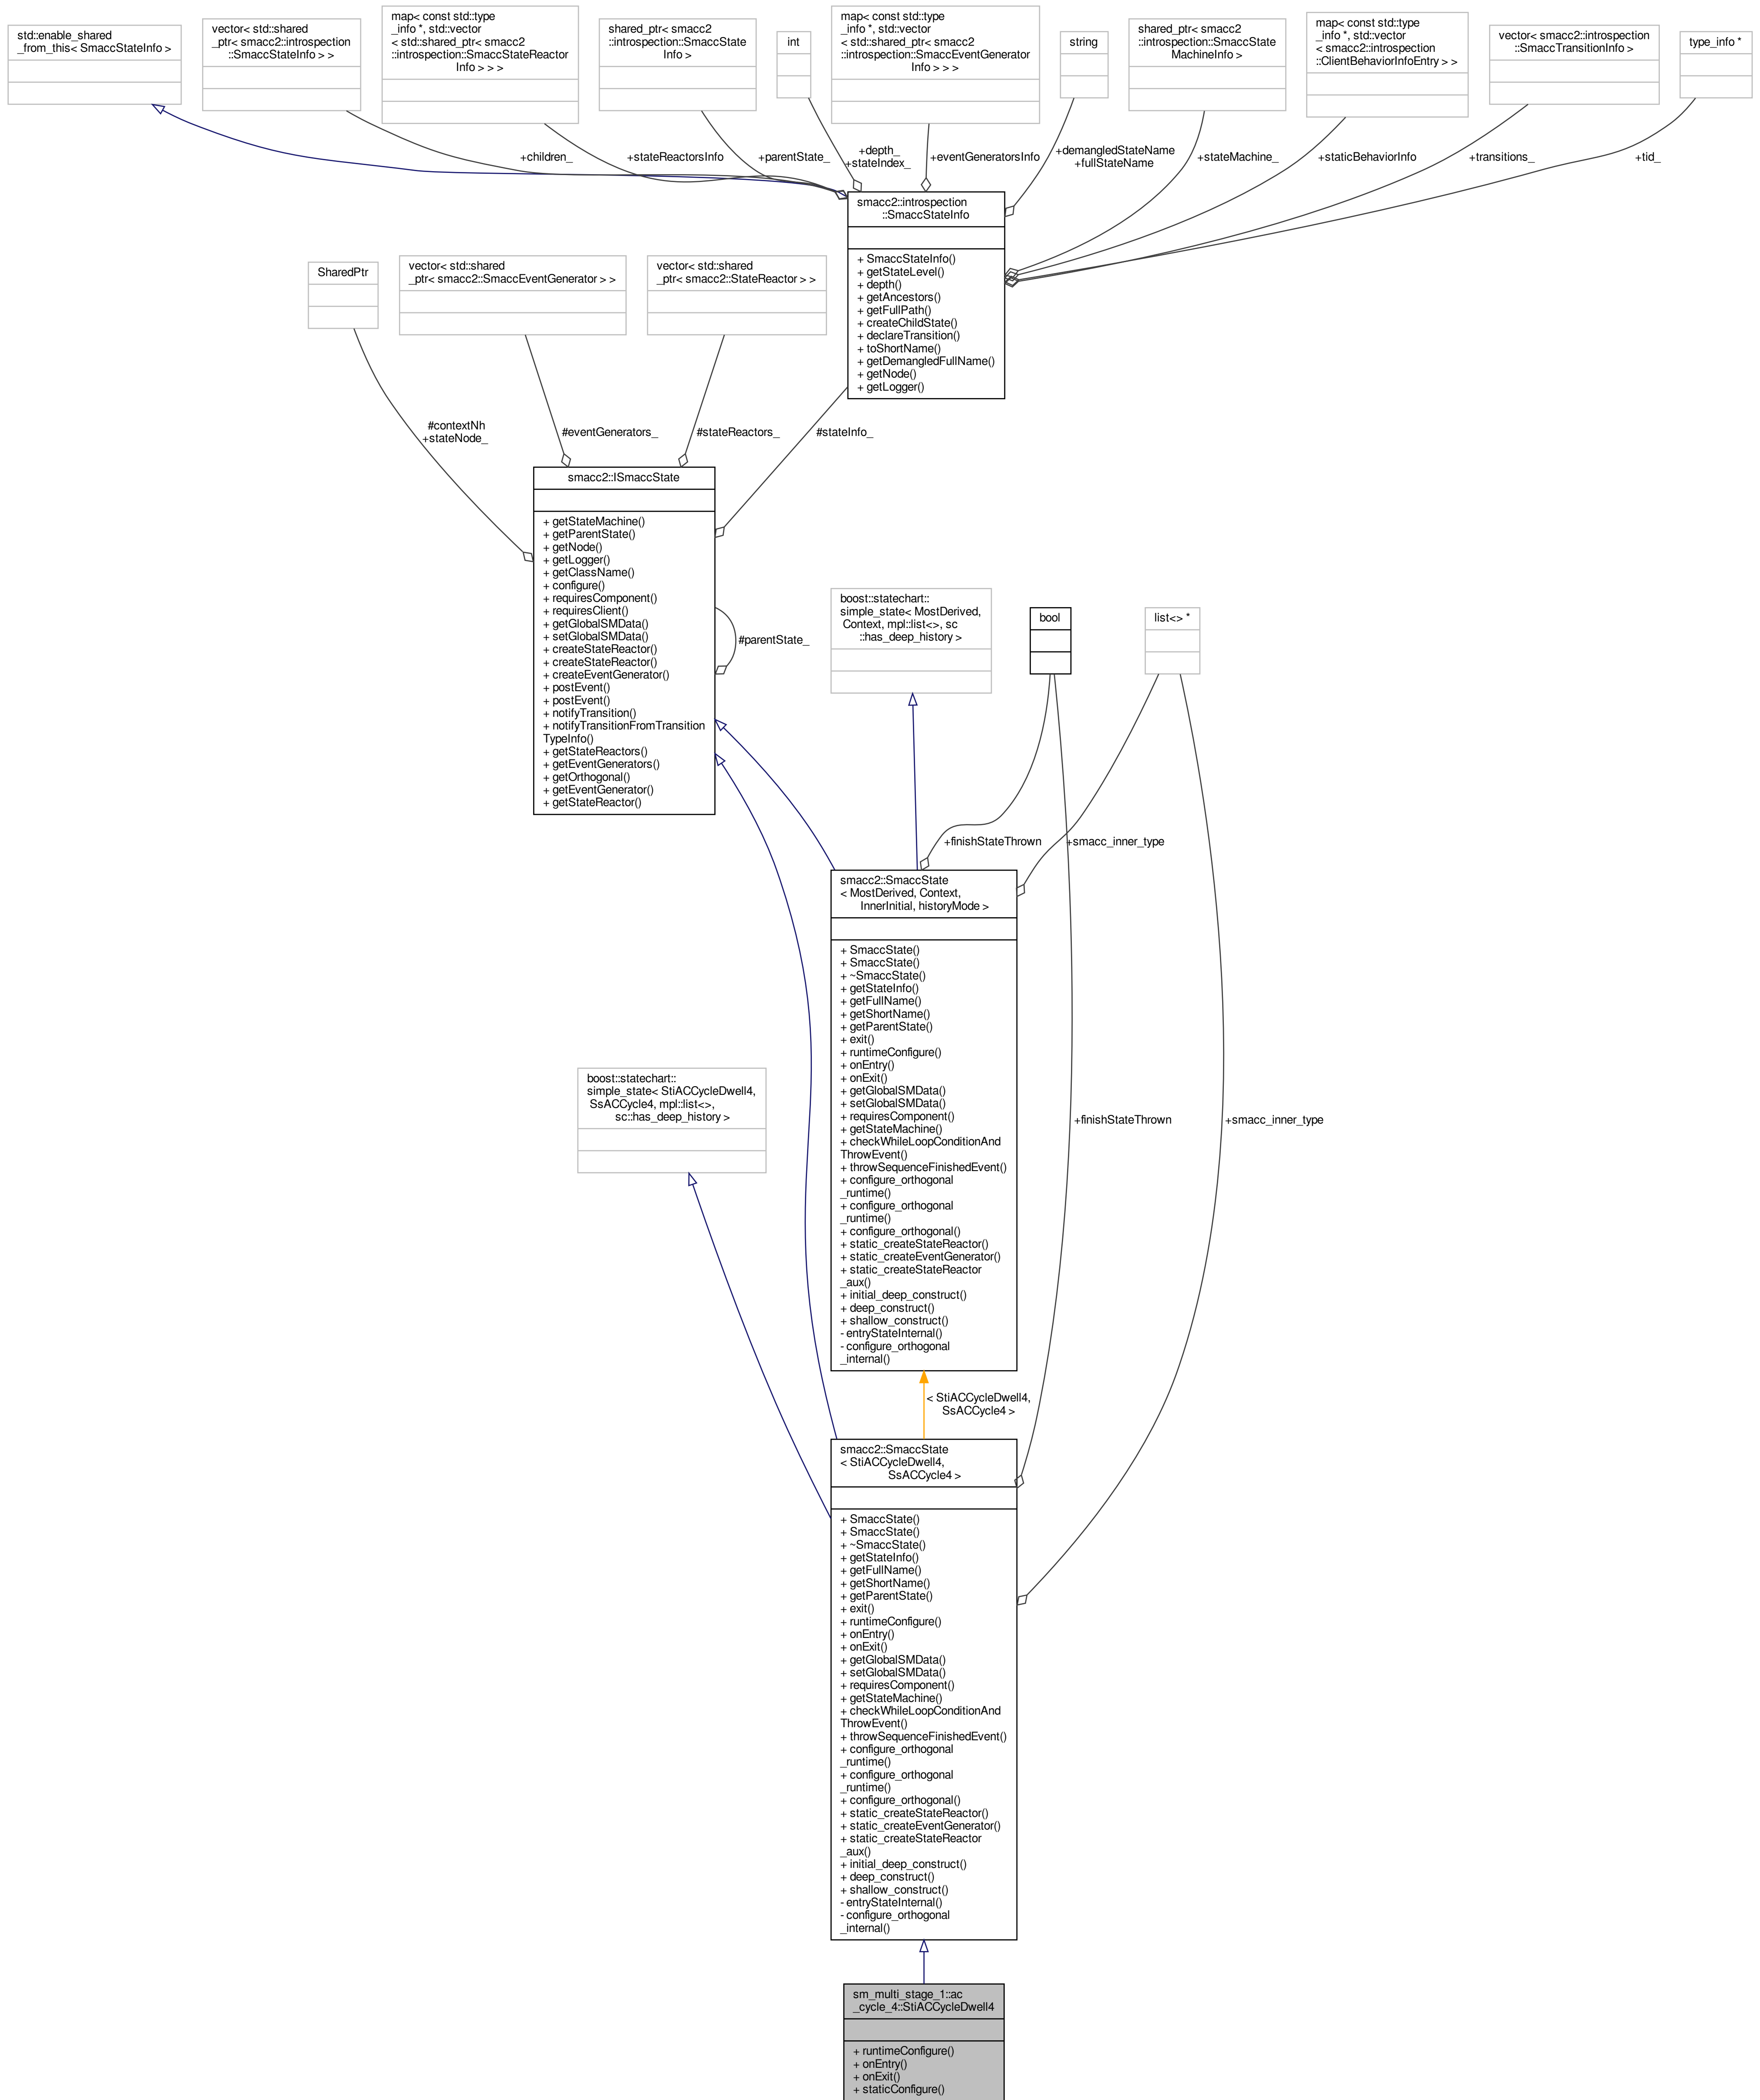 std::enable_shared
_from_this< SmaccStateInfo >
vector< std::shared
_ptr< smacc2::introspection
::SmaccStateInfo > >
map< const std::type
_info *, std::vector
< std::shared_ptr< smacc2
::introspection::SmaccStateReactor
Info > > >
shared_ptr< smacc2
::introspection::SmaccState
Info >
int
map< const std::type
_info *, std::vector
< std::shared_ptr< smacc2
::introspection::SmaccEventGenerator
Info > > >
string
shared_ptr< smacc2
::introspection::SmaccState
MachineInfo >
map< const std::type
_info *, std::vector
< smacc2::introspection
::ClientBehaviorInfoEntry > >
vector< smacc2::introspection
::SmaccTransitionInfo >
type_info *
+children_
+stateReactorsInfo
+parentState_
+depth_
+stateIndex_
+eventGeneratorsInfo
+demangledStateName
+fullStateName
+stateMachine_
+staticBehaviorInfo
+transitions_
+tid_
smacc2::introspection
::SmaccStateInfo
+ SmaccStateInfo()
+ getStateLevel()
+ depth()
+ getAncestors()
+ getFullPath()
+ createChildState()
+ declareTransition()
+ toShortName()
+ getDemangledFullName()
+ getNode()
+ getLogger()
SharedPtr
vector< std::shared
_ptr< smacc2::SmaccEventGenerator > >
vector< std::shared
_ptr< smacc2::StateReactor > >
#contextNh
+stateNode_
#eventGenerators_
#stateReactors_
#stateInfo_
smacc2::ISmaccState
+ getStateMachine()
+ getParentState()
+ getNode()
+ getLogger()
+ getClassName()
+ configure()
+ requiresComponent()
+ requiresClient()
+ getGlobalSMData()
+ setGlobalSMData()
+ createStateReactor()
+ createStateReactor()
+ createEventGenerator()
+ postEvent()
+ postEvent()
+ notifyTransition()
+ notifyTransitionFromTransition
TypeInfo()
+ getStateReactors()
+ getEventGenerators()
+ getOrthogonal()
+ getEventGenerator()
+ getStateReactor()
#parentState_
boost::statechart::
simple_state< MostDerived,
Context, mpl::list<>, sc
::has_deep_history >
bool
list<> *
+finishStateThrown
+smacc_inner_type
smacc2::SmaccState
< MostDerived, Context,
InnerInitial, historyMode >
+ SmaccState()
+ SmaccState()
+ ~SmaccState()
+ getStateInfo()
+ getFullName()
+ getShortName()
+ getParentState()
+ exit()
+ runtimeConfigure()
+ onEntry()
+ onExit()
+ getGlobalSMData()
+ setGlobalSMData()
+ requiresComponent()
+ getStateMachine()
+ checkWhileLoopConditionAnd
ThrowEvent()
+ throwSequenceFinishedEvent()
+ configure_orthogonal
_runtime()
+ configure_orthogonal
_runtime()
+ configure_orthogonal()
+ static_createStateReactor()
+ static_createEventGenerator()
+ static_createStateReactor
_aux()
+ initial_deep_construct()
+ deep_construct()
+ shallow_construct()
- entryStateInternal()
- configure_orthogonal
_internal()
boost::statechart::
simple_state< StiACCycleDwell4,
SsACCycle4, mpl::list<>,
sc::has_deep_history >
+finishStateThrown
+smacc_inner_type
< StiACCycleDwell4,
SsACCycle4 >
smacc2::SmaccState
< StiACCycleDwell4,
SsACCycle4 >
+ SmaccState()
+ SmaccState()
+ ~SmaccState()
+ getStateInfo()
+ getFullName()
+ getShortName()
+ getParentState()
+ exit()
+ runtimeConfigure()
+ onEntry()
+ onExit()
+ getGlobalSMData()
+ setGlobalSMData()
+ requiresComponent()
+ getStateMachine()
+ checkWhileLoopConditionAnd
ThrowEvent()
+ throwSequenceFinishedEvent()
+ configure_orthogonal
_runtime()
+ configure_orthogonal
_runtime()
+ configure_orthogonal()
+ static_createStateReactor()
+ static_createEventGenerator()
+ static_createStateReactor
_aux()
+ initial_deep_construct()
+ deep_construct()
+ shallow_construct()
- entryStateInternal()
- configure_orthogonal
_internal()
sm_multi_stage_1::ac
_cycle_4::StiACCycleDwell4
+ runtimeConfigure()
+ onEntry()
+ onExit()
+ staticConfigure()